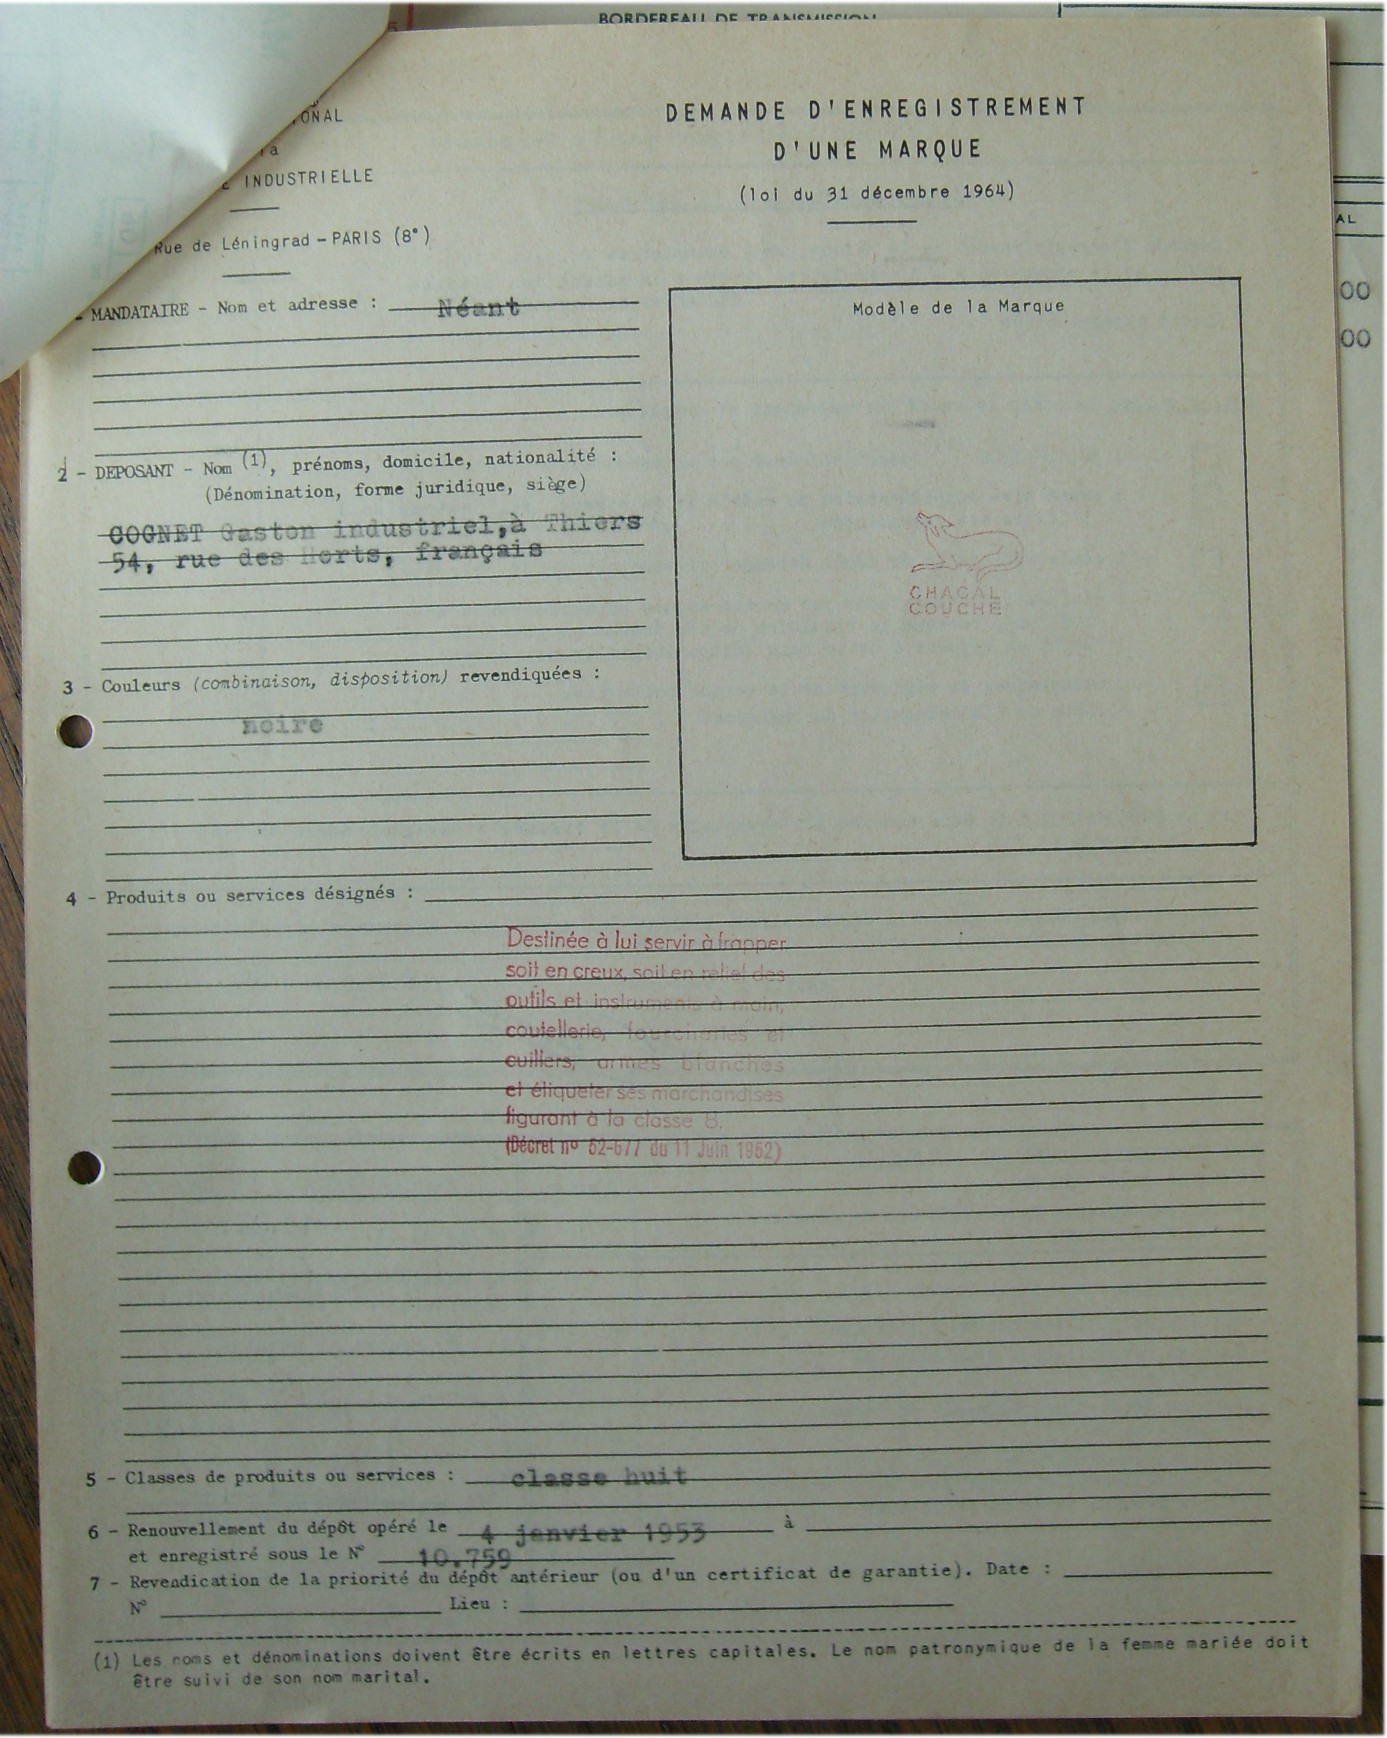 BORDEREAU DE TRANSMISSION
DEMANDE D'ENREGISTREMENT
D'UNE MARQUE
(loi du 31 décembre 1964)
INDUSTRIELLE
Rue de Léningrad - PARIS (8°)
MANDATAIRE - Nom et adresse : Néant
Modèle de la Marque
CHACAL
COUCHÉ
2 - DEPOSANT - Nom (1), prénoms, domicile, nationalité :
(Dénomination, forme juridique, siège)
COGNET Gaston industriel,à Thiers
54, rue des Horts, français
3 - Couleurs (combinaison, disposition) revendiquées :
noire
4 - Produits ou services désignés :
Destinée à lui servir à frapper
soit en creux, soit en relief des
outils et instruments à main,
coutellerie, fourchettes et
cuillers, armes blanches
et étiqueter ses marchandises
figurant à la classe 8.
(Décret nº 52-677 du 11 Juin 1952)
5 - Classes de produits ou services : classe huit
6 - Renouvellement du dépôt opéré le 4 janvier 1953 à
et enregistré sous le N° 10.759
7 - Revendication de la priorité du dépôt antérieur (ou d'un certificat de garantie). Date :
N° Lieu :
(1) Les noms et dénominations doivent être écrits en lettres capitales. Le nom patronymique de la femme mariée doit
être suivi de son nom marital.
AL
00
00